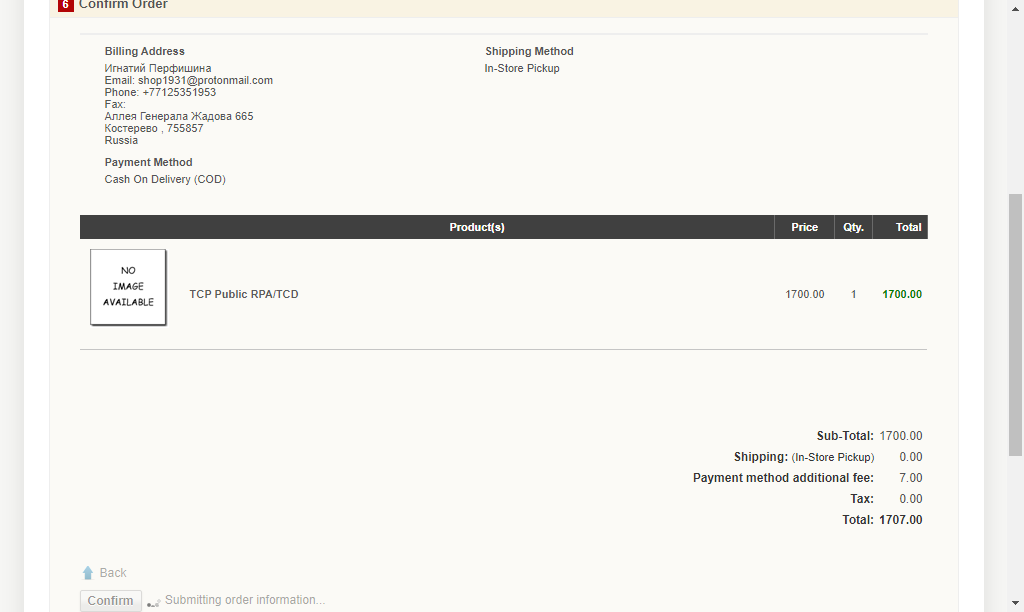 6 Confirm Order
Billing Address
Игнатий Перфишина
Email: shop1931@protonmail.com
Phone: +77125351953
Fax:
Аллея Генерала Жадова 665
Костерево , 755857
Russia
Payment Method
Cash On Delivery (COD)
Shipping Method
In-Store Pickup
Product(s) Price Qty. Total
NO
IMAGE
AVAILABLE
TCP Public RPA/TCD 1700.00 1 1700.00
Sub-Total: 1700.00
Shipping: (In-Store Pickup) 0.00
Payment method additional fee: 7.00
Tax: 0.00
Total: 1707.00
Back
Confirm Submitting order information...